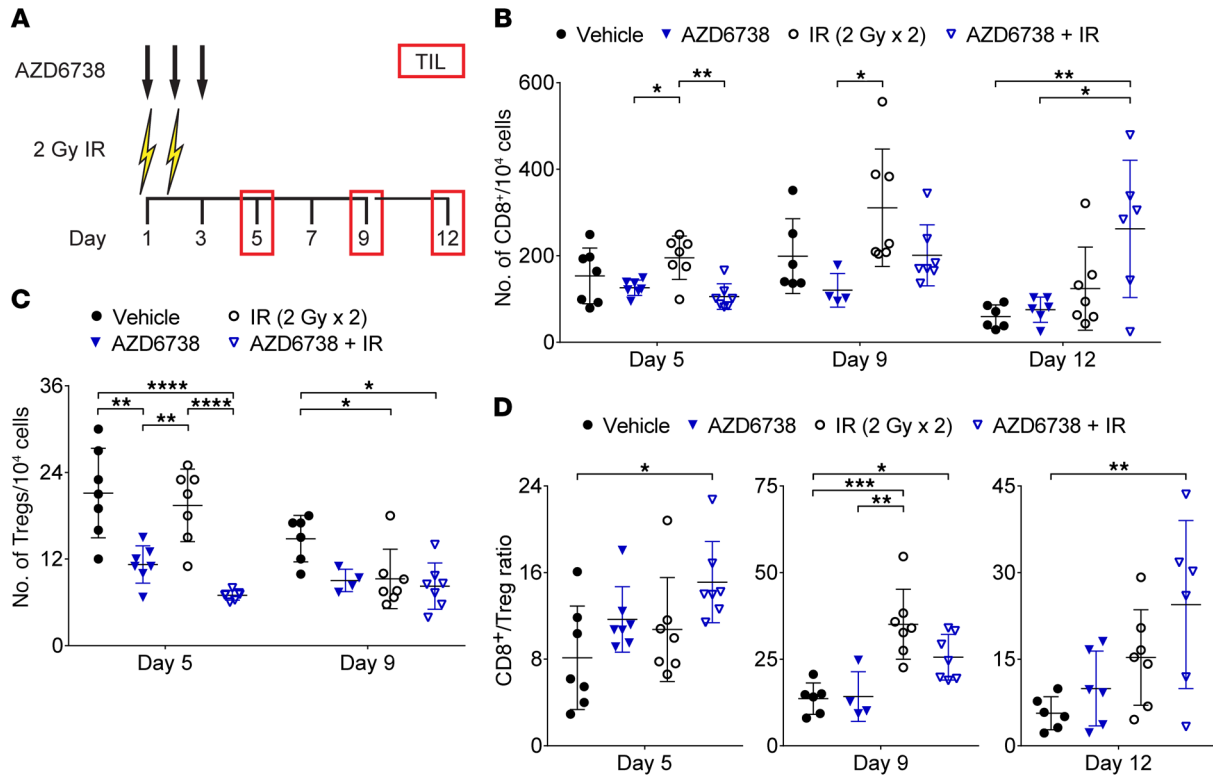 A
AZD6738
TIL
2 Gy IR
Day 1 3 5 7 9 12
B
Vehicle AZD6738 IR (2 Gy x 2) AZD6738 + IR
No. of CD8⁺/10⁴ cells
600
400
200
0
* ** * ** *
Day 5 Day 9 Day 12
C
Vehicle IR (2 Gy x 2)
AZD6738 AZD6738 + IR
No. of Tregs/10⁴ cells
36
24
12
0
**** *
** **** *
**
Day 5 Day 9
D
Vehicle AZD6738 IR (2 Gy x 2) AZD6738 + IR
CD8⁺/Treg ratio
24
16
8
0
*
Day 5
75
50
25
0
*
***
**
Day 9
45
30
15
0
**
Day 12